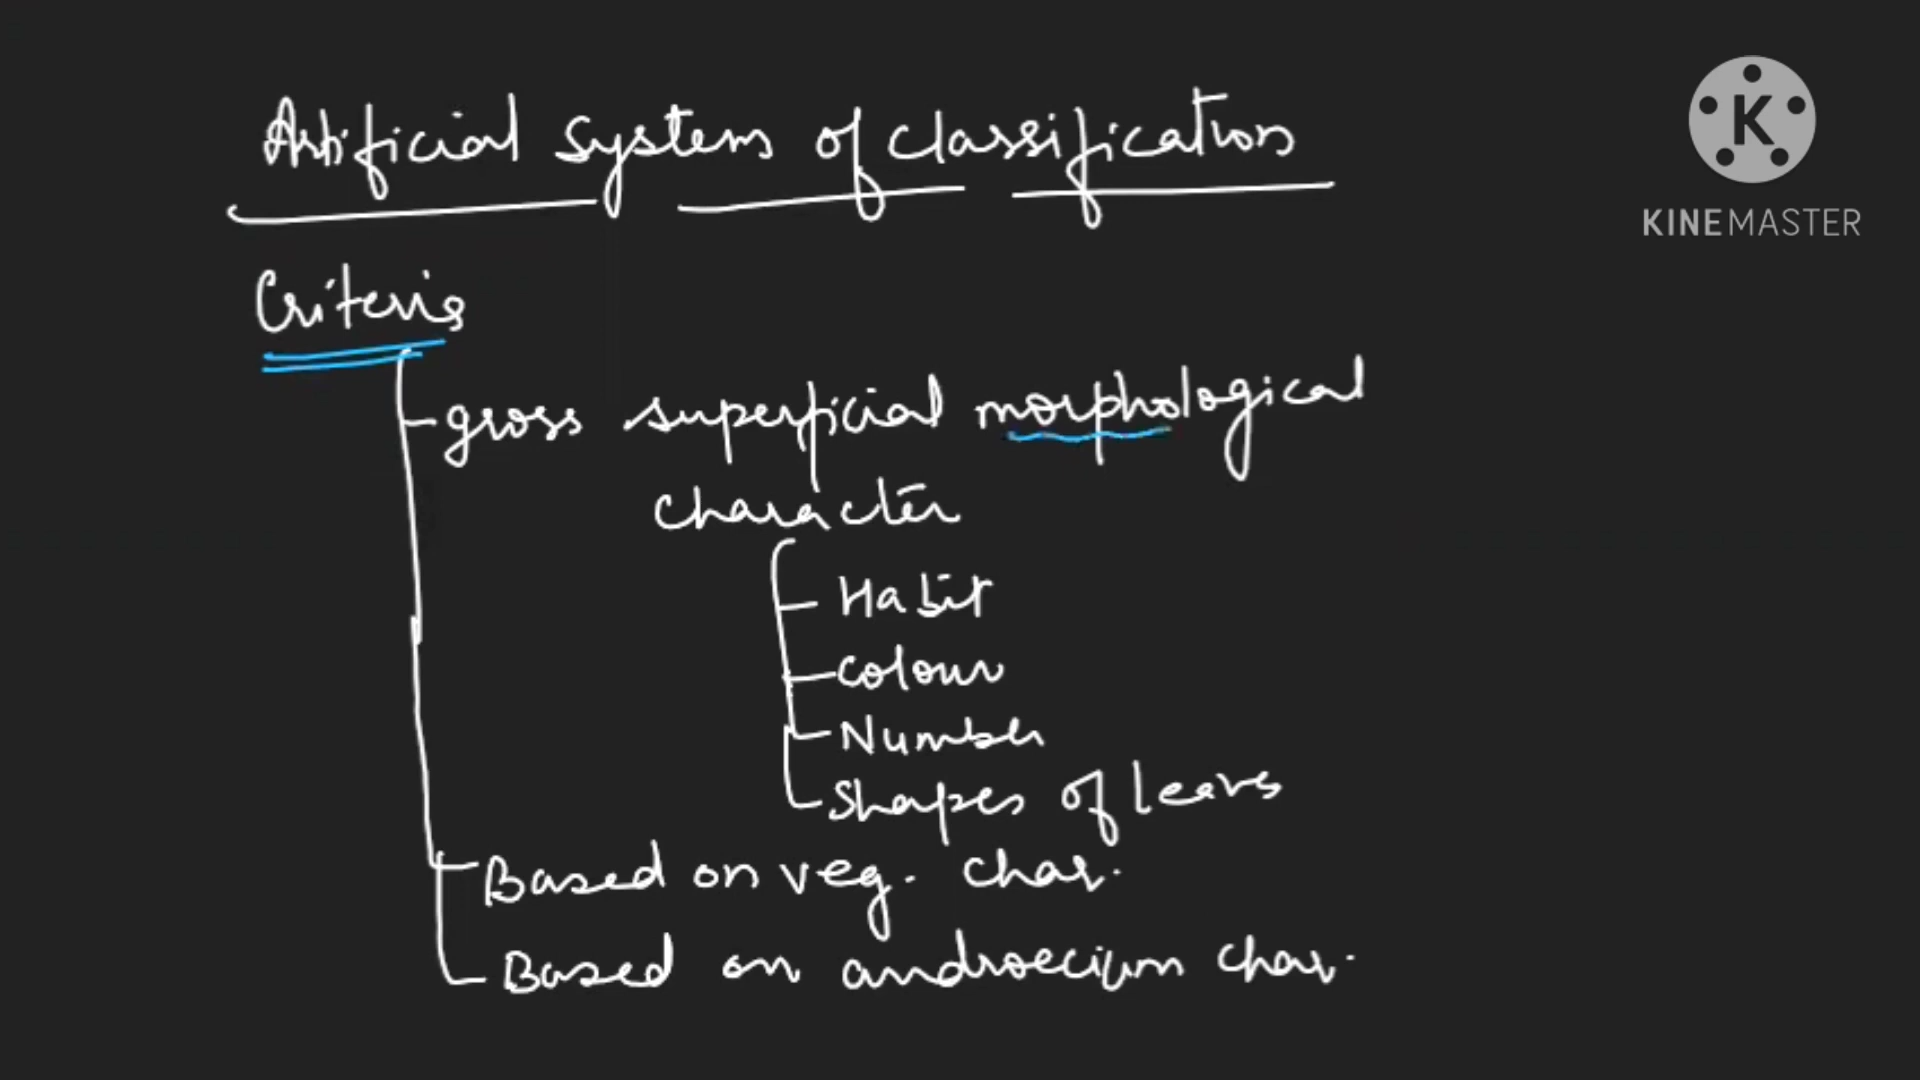 Artificial System of classification
KINEMASTER
Criteria
gross superficial morphological
character
Habit
colour
Number
Shapes of leaves
Based on veg. char.
Based on androecium char.